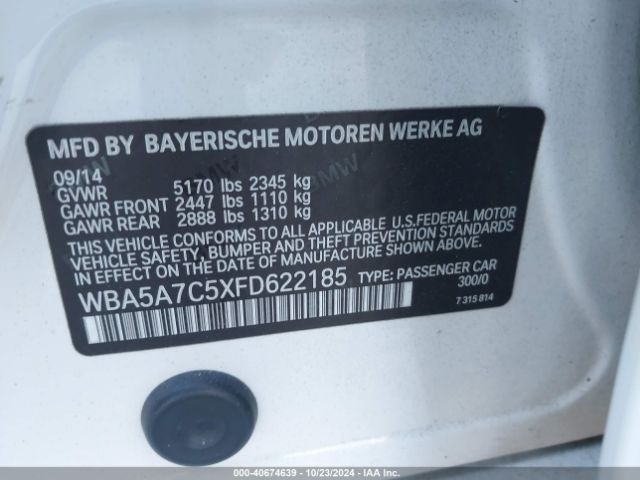 MFD BY BAYERISCHE MOTOREN WERKE AG
09/14
GVWR 5170 lbs 2345 kg
GAWR FRONT 2447 lbs 1110 kg
GAWR REAR 2888 lbs 1310 kg
THIS VEHICLE CONFORMS TO ALL APPLICABLE U.S.FEDERAL MOTOR
VEHICLE SAFETY, BUMPER AND THEFT PREVENTION STANDARDS
IN EFFECT ON THE DATE OF MANUFACTURE SHOWN ABOVE.
WBA5A7C5XFD622185 TYPE: PASSENGER CAR
300/0
7 315 814
000-40674639 - 10/23/2024 - IAA Inc.